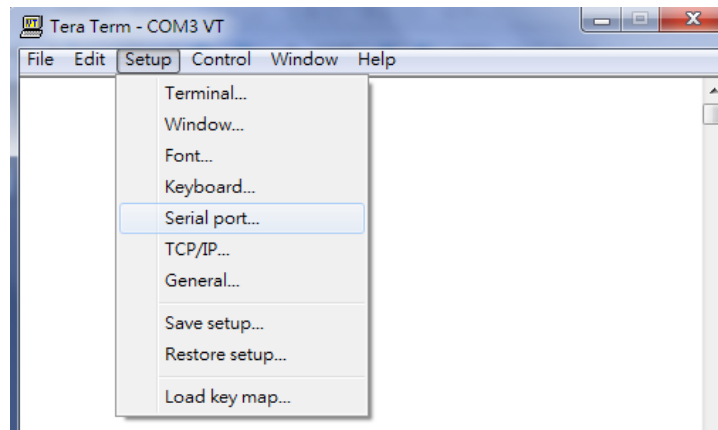 Tera Term - COM3 VT
File Edit Setup Control Window Help
Terminal...
Window...
Font...
Keyboard...
Serial port...
TCP/IP...
General...
Save setup...
Restore setup...
Load key map...